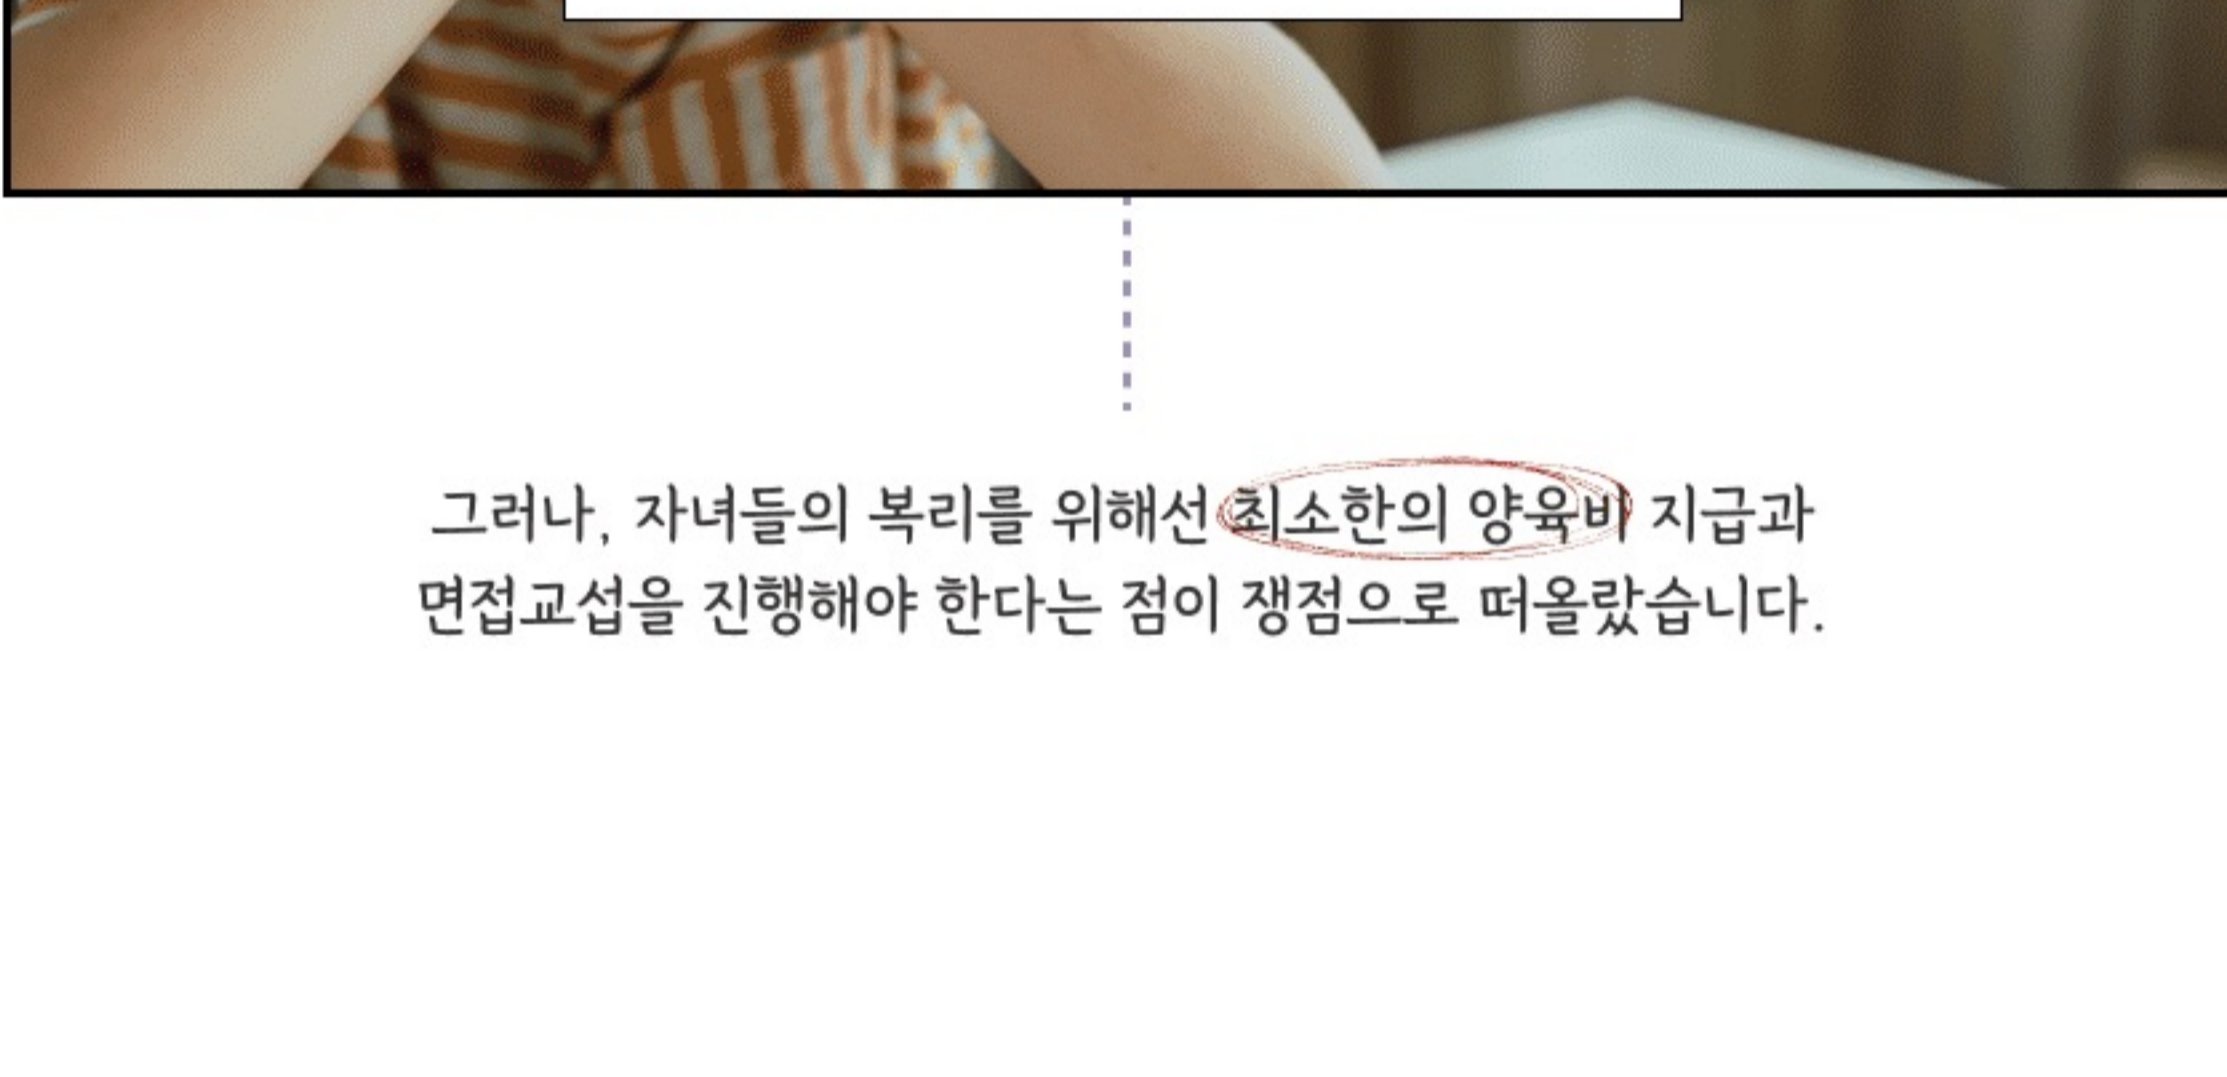 그러나, 자녀들의 복리를 위해선 최소한의 양육비 지급과
면접교섭을 진행해야 한다는 점이 쟁점으로 떠올랐습니다.